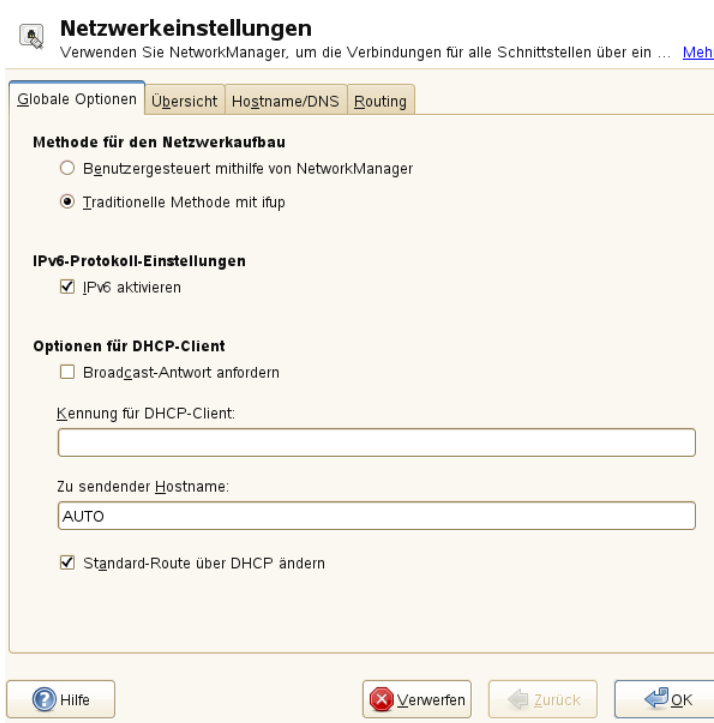 Netzwerkeinstellungen
Verwenden Sie NetworkManager, um die Verbindungen für alle Schnittstellen über ein ... Meh
Globale Optionen Übersicht Hostname/DNS Routing
Methode für den Netzwerkaufbau
Benutzergesteuert mithilfe von NetworkManager
Traditionelle Methode mit ifup
IPv6-Protokoll-Einstellungen
IPv6 aktivieren
Optionen für DHCP-Client
Broadcast-Antwort anfordern
Kennung für DHCP-Client:
Zu sendender Hostname:
AUTO
Standard-Route über DHCP ändern
Hilfe Verwerfen Zurück OK